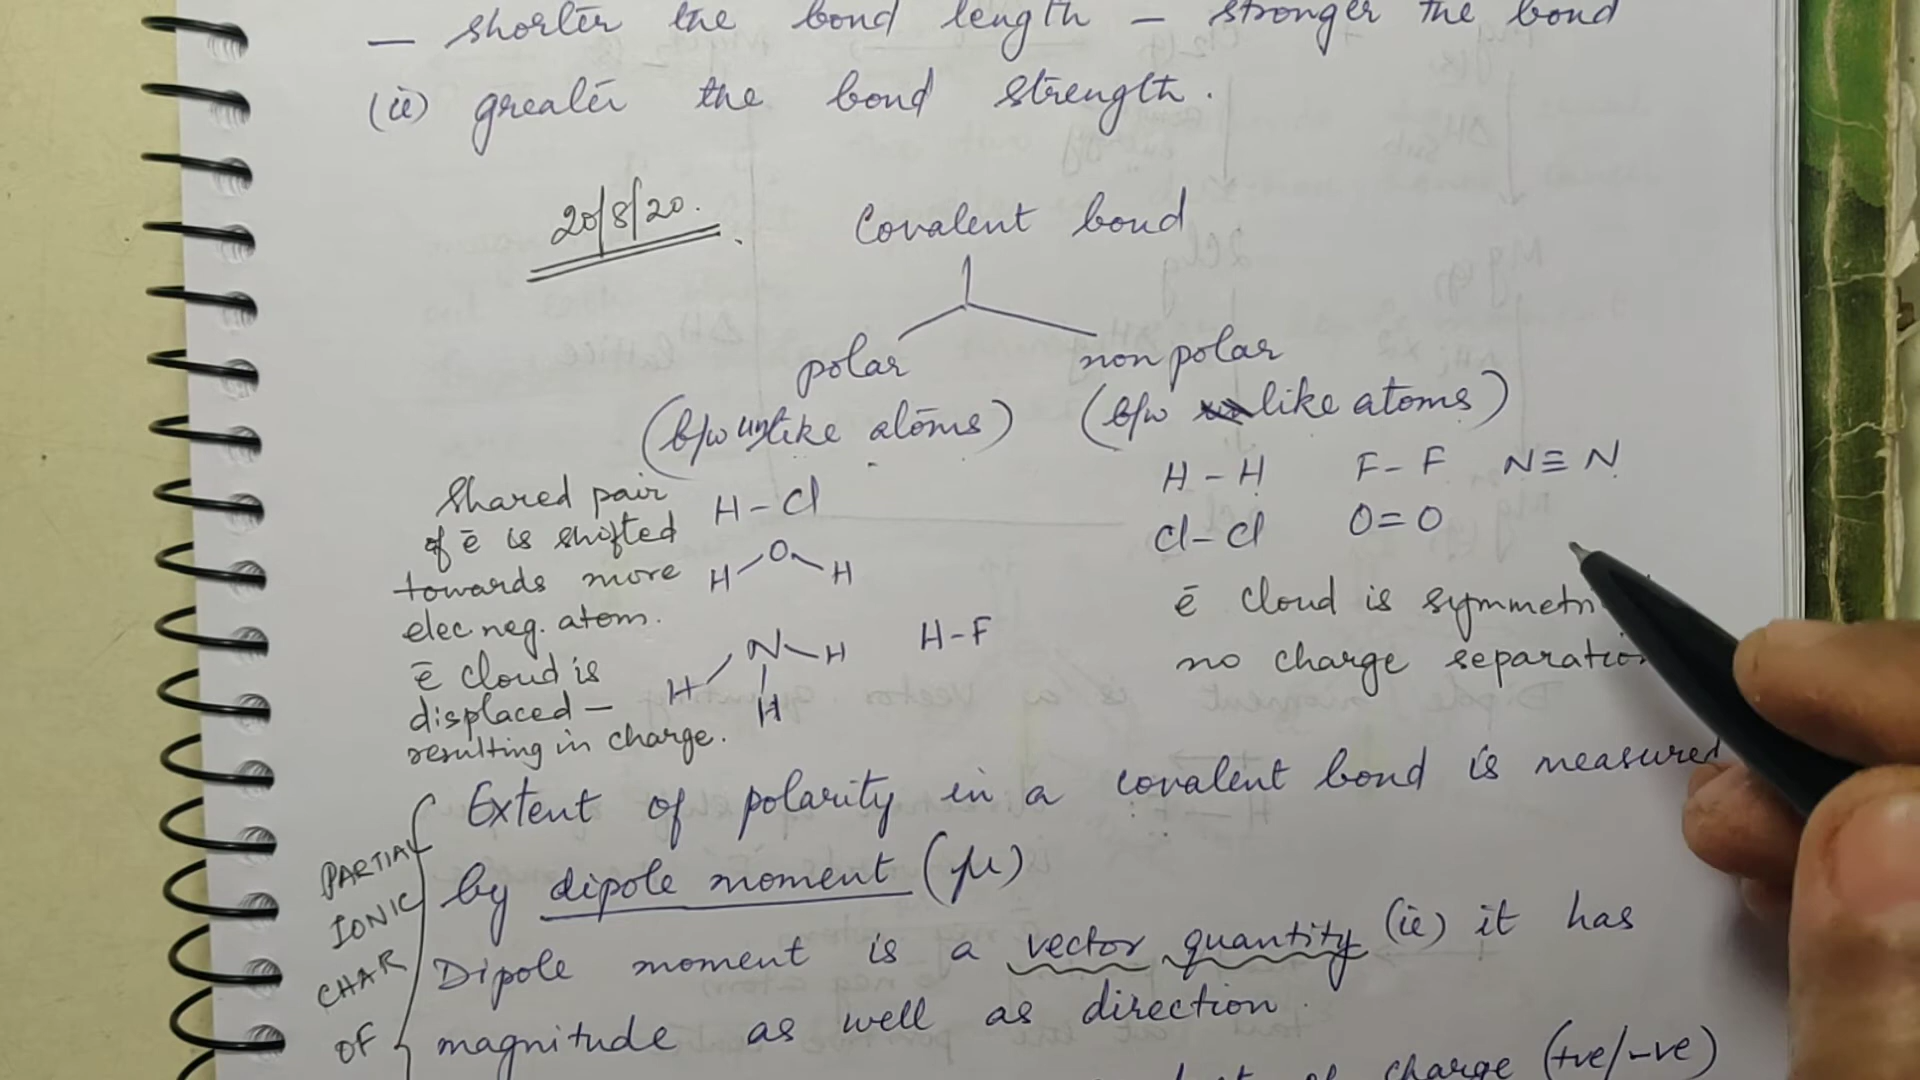 — shorter the bond length — stronger the bond
(ie) greater the bond strength.
20/8/20.
Covalent bond
polar
nonpolar
(b/w unlike atoms)
(b/w like atoms)
Shared pair
of ē is shifted
towards more
elec.neg. atom.
ē cloud is
displaced —
resulting in charge.
H - Cl
O
H H
N - H
H
H
H-F
H - H F - F N ≡ N
Cl - Cl O = O
ē cloud is
no charge
Extent of polarity in a covalent bond is measured
by dipole moment (μ)
Dipole moment is a vector quantity (ie) it has
magnitude as well as direction.
of charge (+ve/-ve)
PARTIAL
IONIC
CHAR
OF